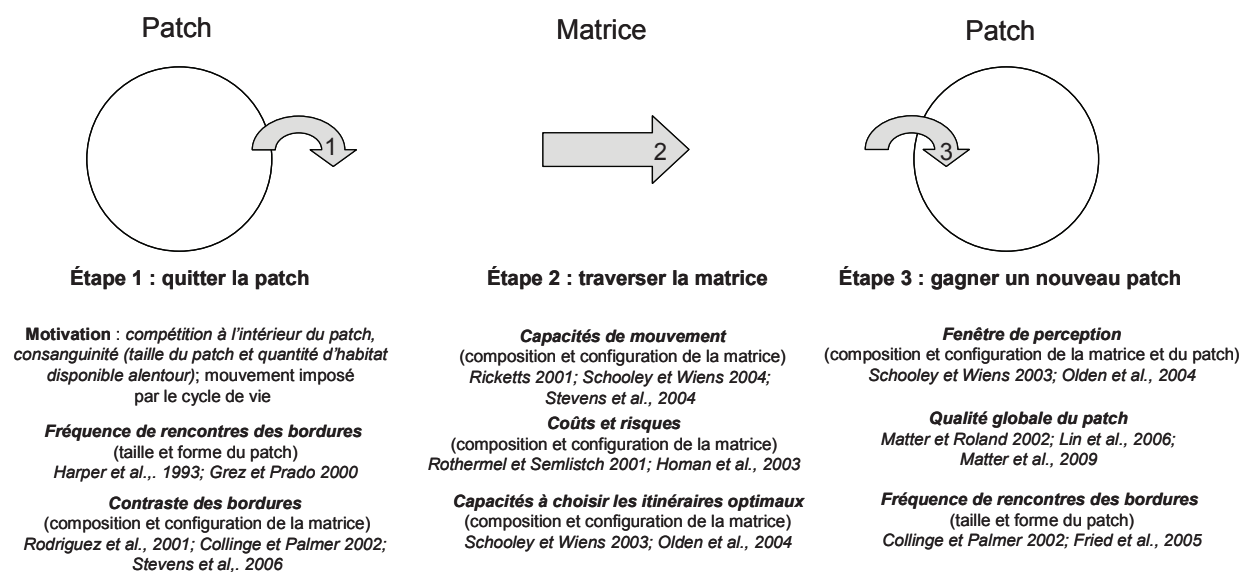 Patch
Matrice
Patch
1
2
3
Étape 1 : quitter la patch
Motivation : compétition à l'intérieur du patch,
consanguinité (taille du patch et quantité d'habitat
disponible alentour); mouvement imposé
par le cycle de vie
Fréquence de rencontres des bordures
(taille et forme du patch)
Harper et al.,. 1993; Grez et Prado 2000
Contraste des bordures
(composition et configuration de la matrice)
Rodriguez et al., 2001; Collinge et Palmer 2002;
Stevens et al,. 2006
Étape 2 : traverser la matrice
Capacités de mouvement
(composition et configuration de la matrice)
Ricketts 2001; Schooley et Wiens 2004;
Stevens et al., 2004
Coûts et risques
(composition et configuration de la matrice)
Rothermel et Semlistch 2001; Homan et al., 2003
Capacités à choisir les itinéraires optimaux
(composition et configuration de la matrice)
Schooley et Wiens 2003; Olden et al., 2004
Étape 3 : gagner un nouveau patch
Fenêtre de perception
(composition et configuration de la matrice et du patch)
Schooley et Wiens 2003; Olden et al., 2004
Qualité globale du patch
Matter et Roland 2002; Lin et al., 2006;
Matter et al., 2009
Fréquence de rencontres des bordures
(taille et forme du patch)
Collinge et Palmer 2002; Fried et al., 2005